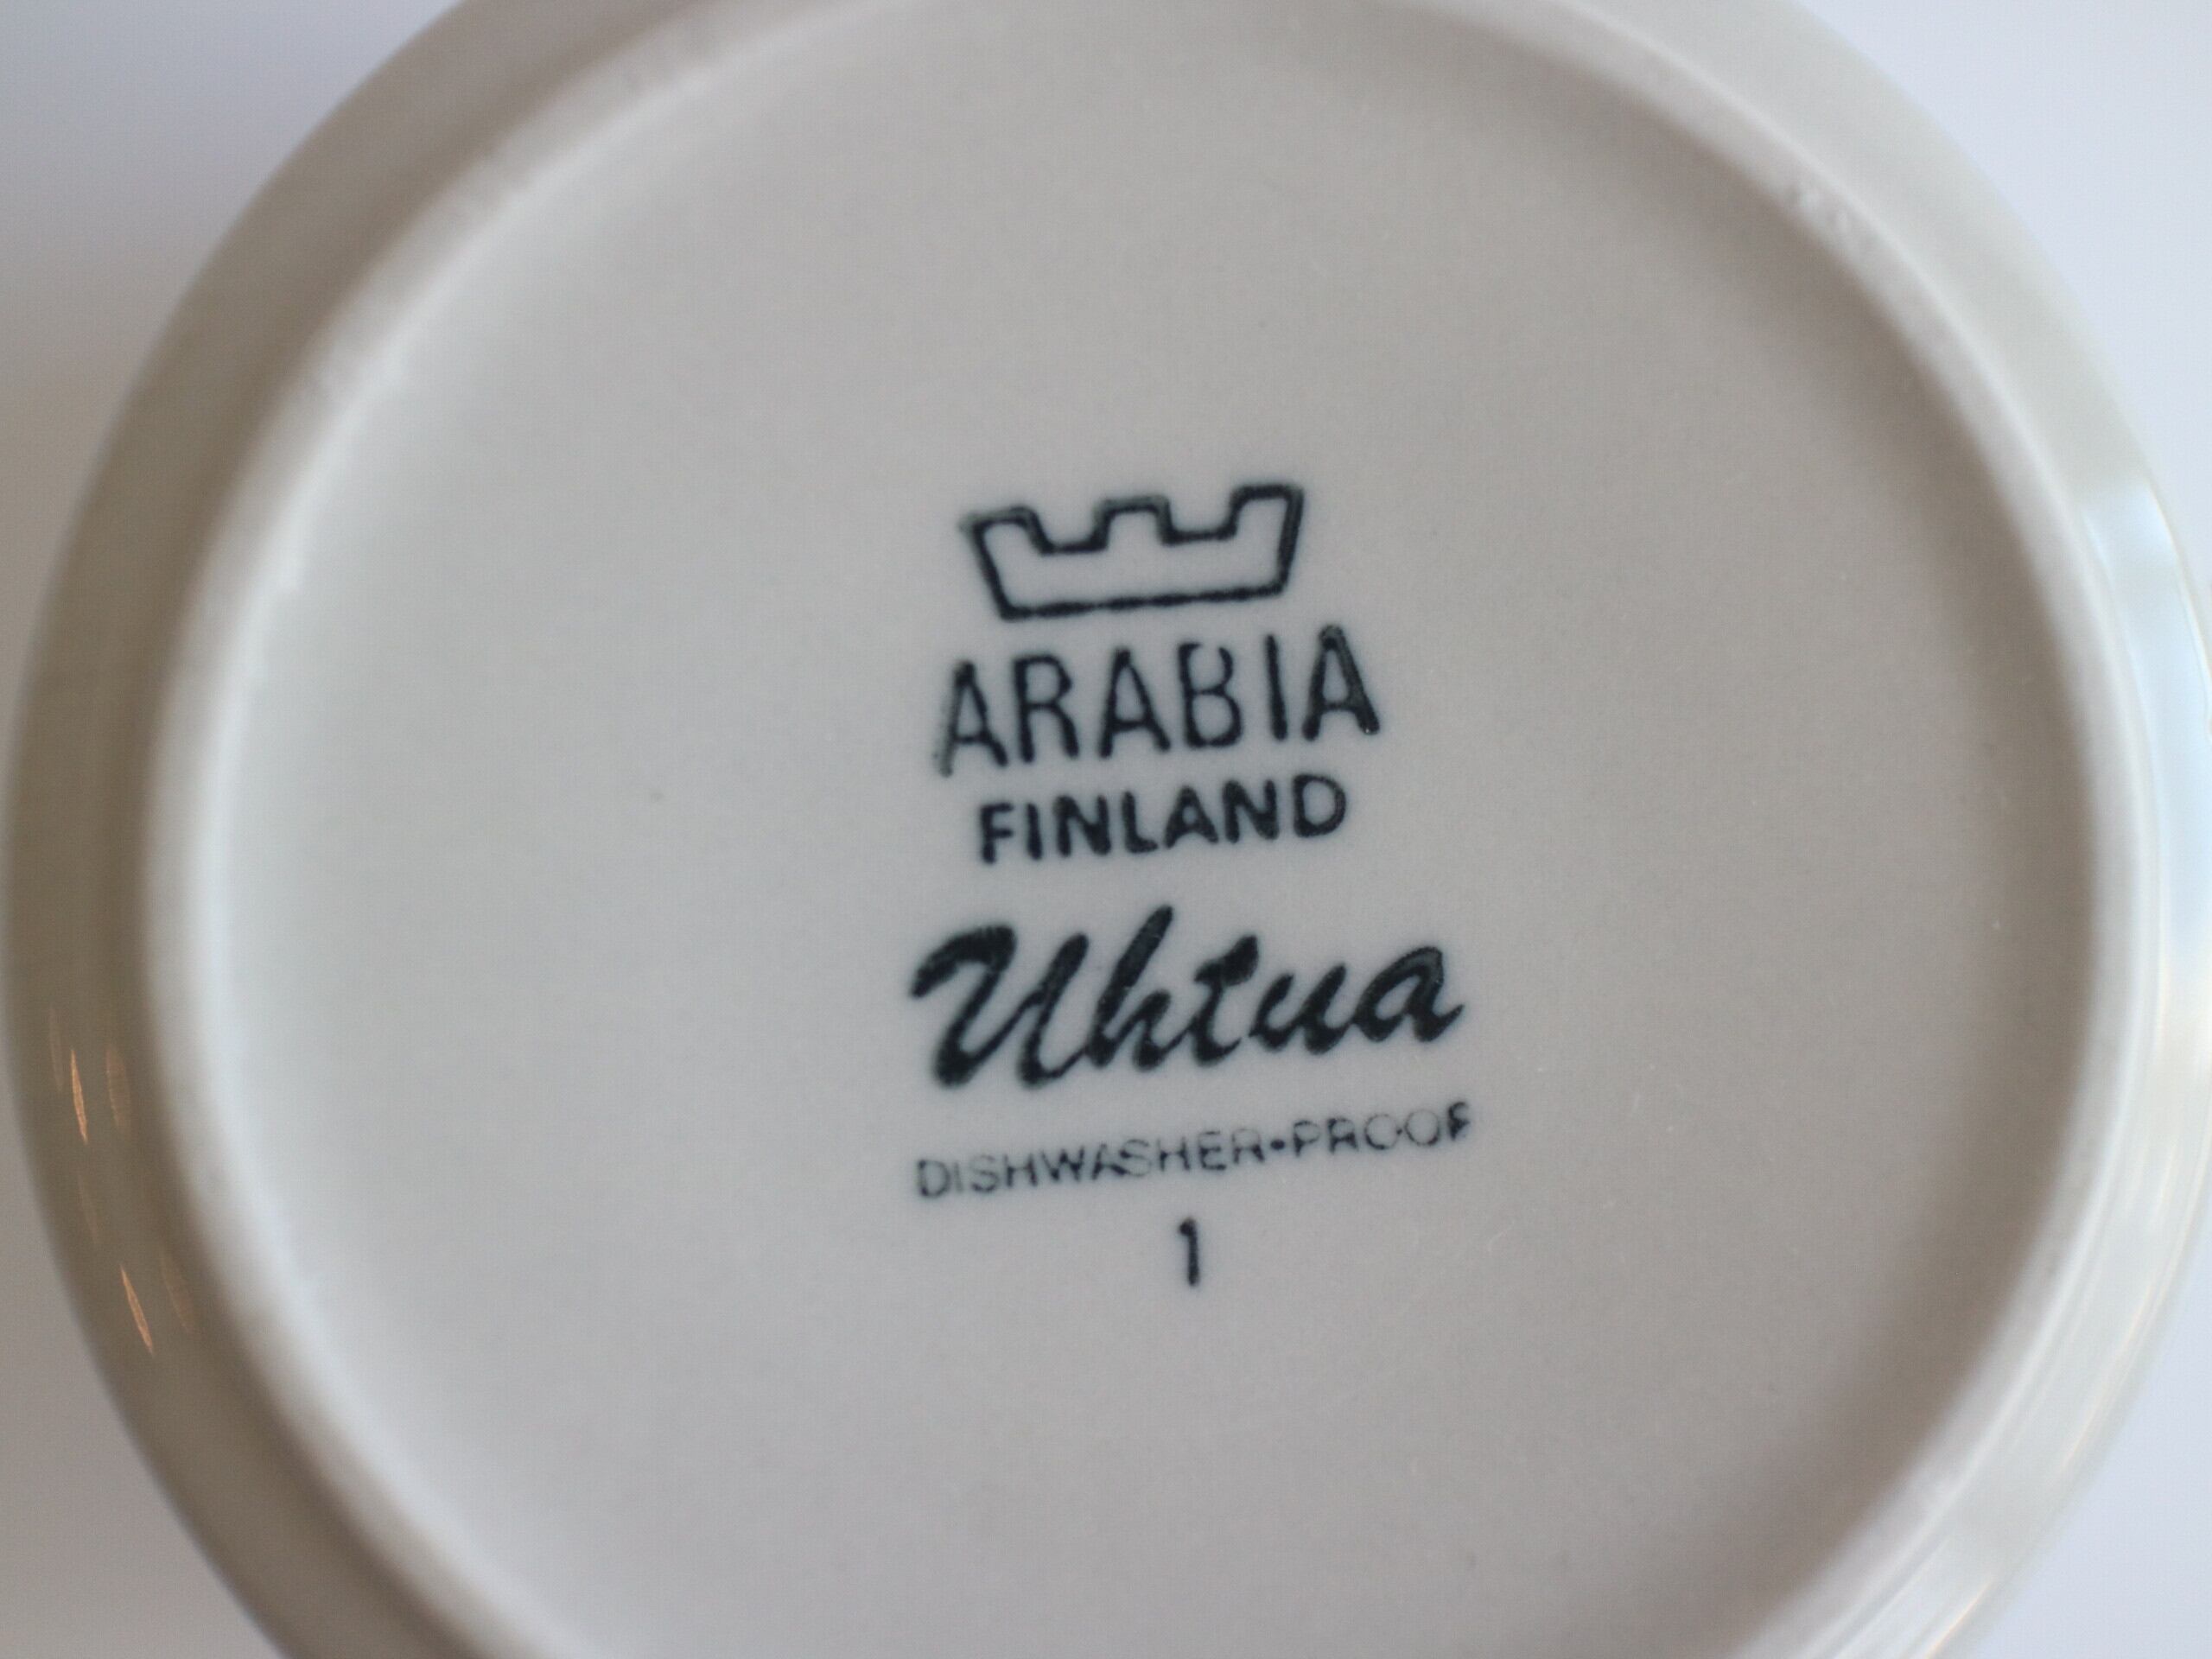 ARABIA
FINLAND
Uhtua
DISHWASHER•PROOF
1